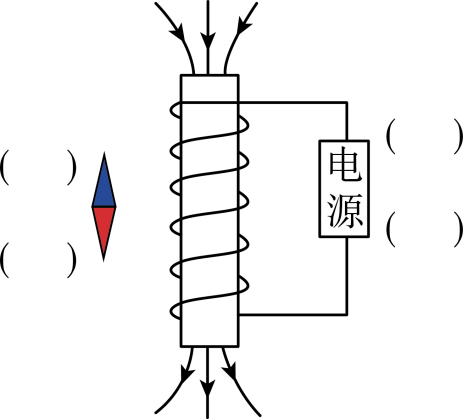 ( ) ( )
电
源
( ) ( )